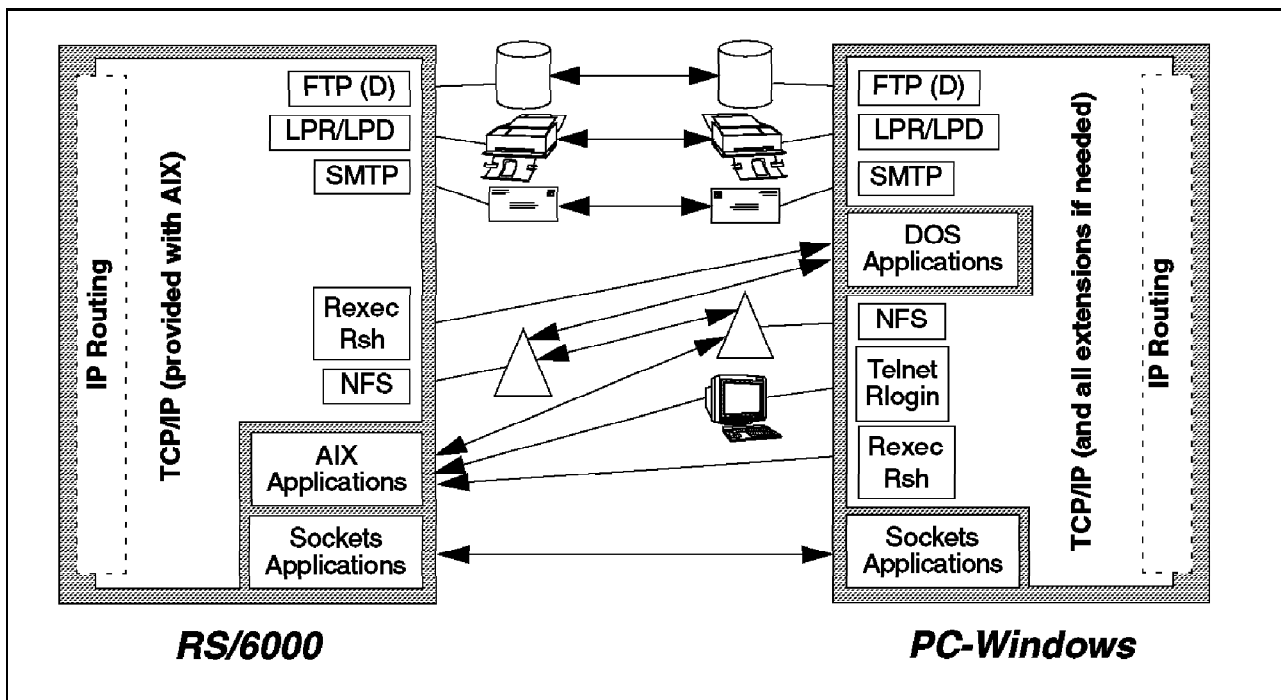 IP Routing
TCP/IP (provided with AIX)
FTP (D)
LPR/LPD
SMTP
Rexec
Rsh
NFS
AIX
Applications
Sockets
Applications
RS/6000
FTP (D)
LPR/LPD
SMTP
DOS
Applications
NFS
Telnet
Rlogin
Rexec
Rsh
Sockets
Applications
TCP/IP (and all extensions if needed)
IP Routing
PC-Windows